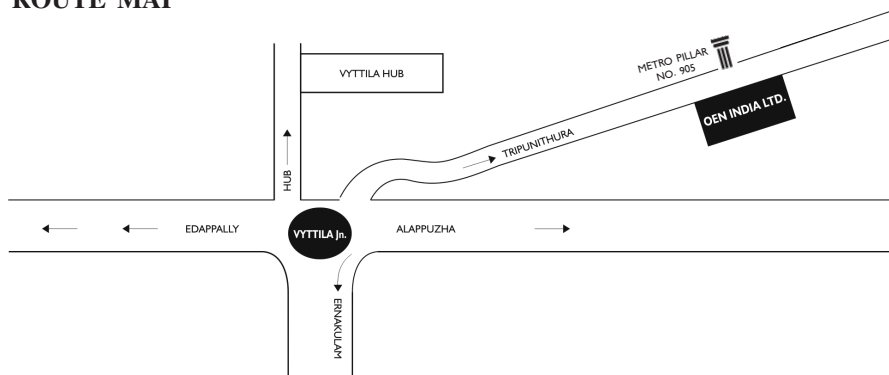 ROUTE MAP
VYTTILA HUB
METRO PILLAR
NO. 905
OEN INDIA LTD.
TRIPUNITHURA
HUB
EDAPPALLY
VYTTILA Jn.
ALAPPUZHA
ERNAKULAM